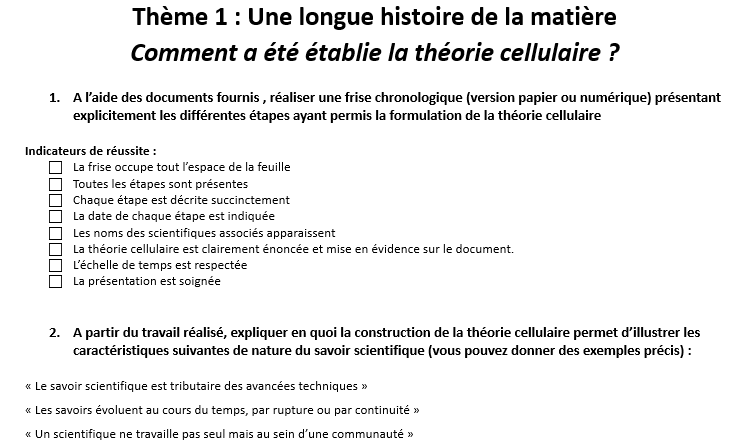 Thème 1 : Une longue histoire de la matière
Comment a été établie la théorie cellulaire ?
1. A l'aide des documents fournis , réaliser une frise chronologique (version papier ou numérique) présentant
explicitement les différentes étapes ayant permis la formulation de la théorie cellulaire
Indicateurs de réussite :
La frise occupe tout l'espace de la feuille
Toutes les étapes sont présentes
Chaque étape est décrite succinctement
La date de chaque étape est indiquée
Les noms des scientifiques associés apparaissent
La théorie cellulaire est clairement énoncée et mise en évidence sur le document.
L'échelle de temps est respectée
La présentation est soignée
2. A partir du travail réalisé, expliquer en quoi la construction de la théorie cellulaire permet d'illustrer les
caractéristiques suivantes de nature du savoir scientifique (vous pouvez donner des exemples précis) :
« Le savoir scientifique est tributaire des avancées techniques »
« Les savoirs évoluent au cours du temps, par rupture ou par continuité »
« Un scientifique ne travaille pas seul mais au sein d'une communauté »